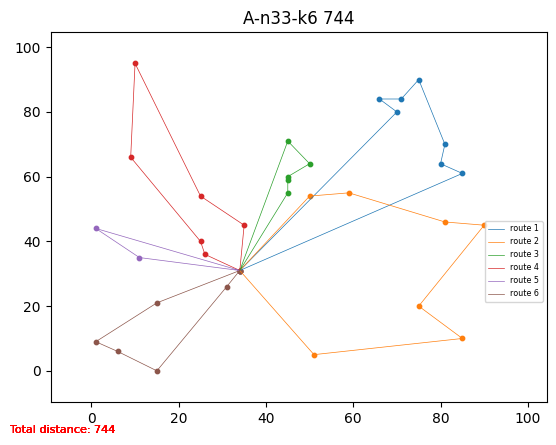 A-n33-k6 744
100
80
60
40
20
0
0 20 40 60 80 100
route 1
route 2
route 3
route 4
route 5
route 6
Total distance: 744